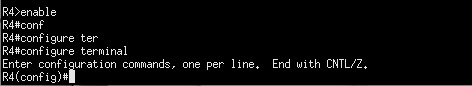 R4>enable
R4#conf
R4#configure ter
R4#configure terminal
Enter configuration commands, one per line.  End with CNTL/Z.
R4(config)#